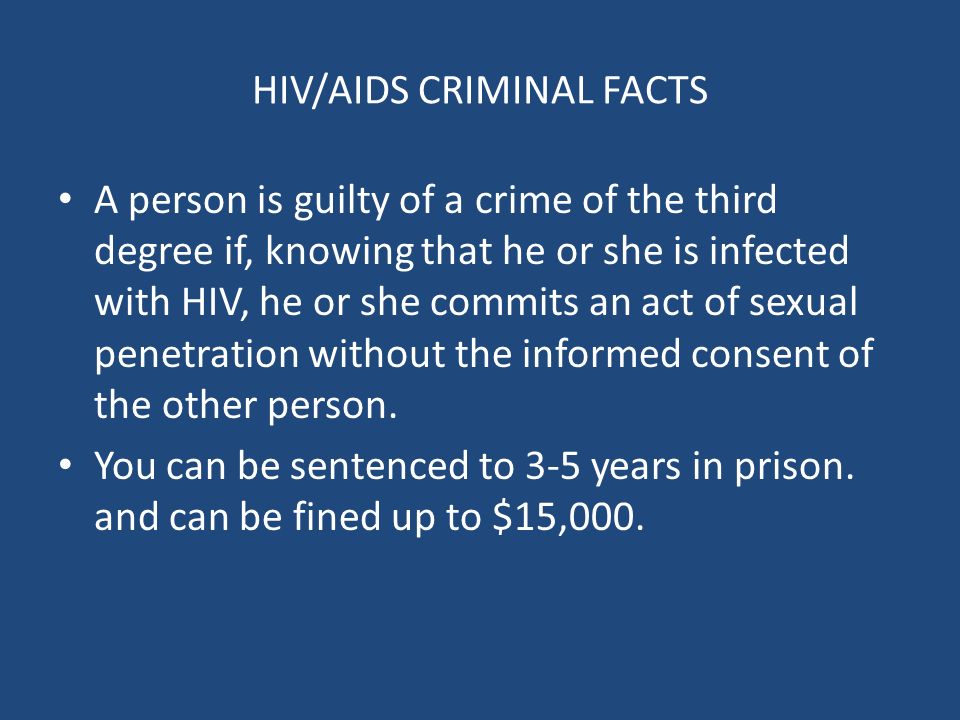 HIV/AIDS CRIMINAL FACTS
• A person is guilty of a crime of the third
degree if, knowing that he or she is infected
with HIV, he or she commits an act of sexual
penetration without the informed consent of
the other person.
• You can be sentenced to 3-5 years in prison.
and can be fined up to $15,000.